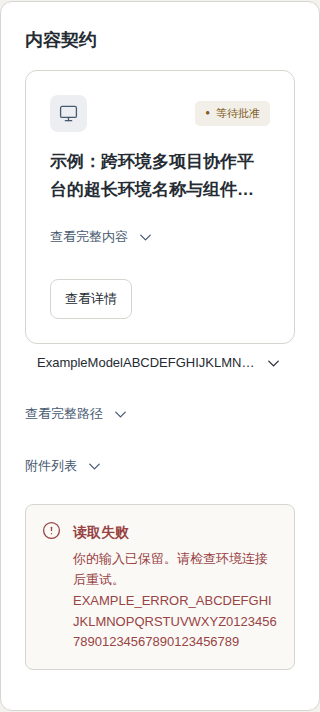 内容契约
等待批准
示例：跨环境多项目协作平
台的超长环境名称与组件…
查看完整内容
查看详情
ExampleModelABCDEFGHIJKLMN…
查看完整路径
附件列表
读取失败
你的输入已保留。请检查环境连接
后重试。
EXAMPLE_ERROR_ABCDEFGHI
JKLMNOPQRSTUVWXYZ0123456
78901234567890123456789